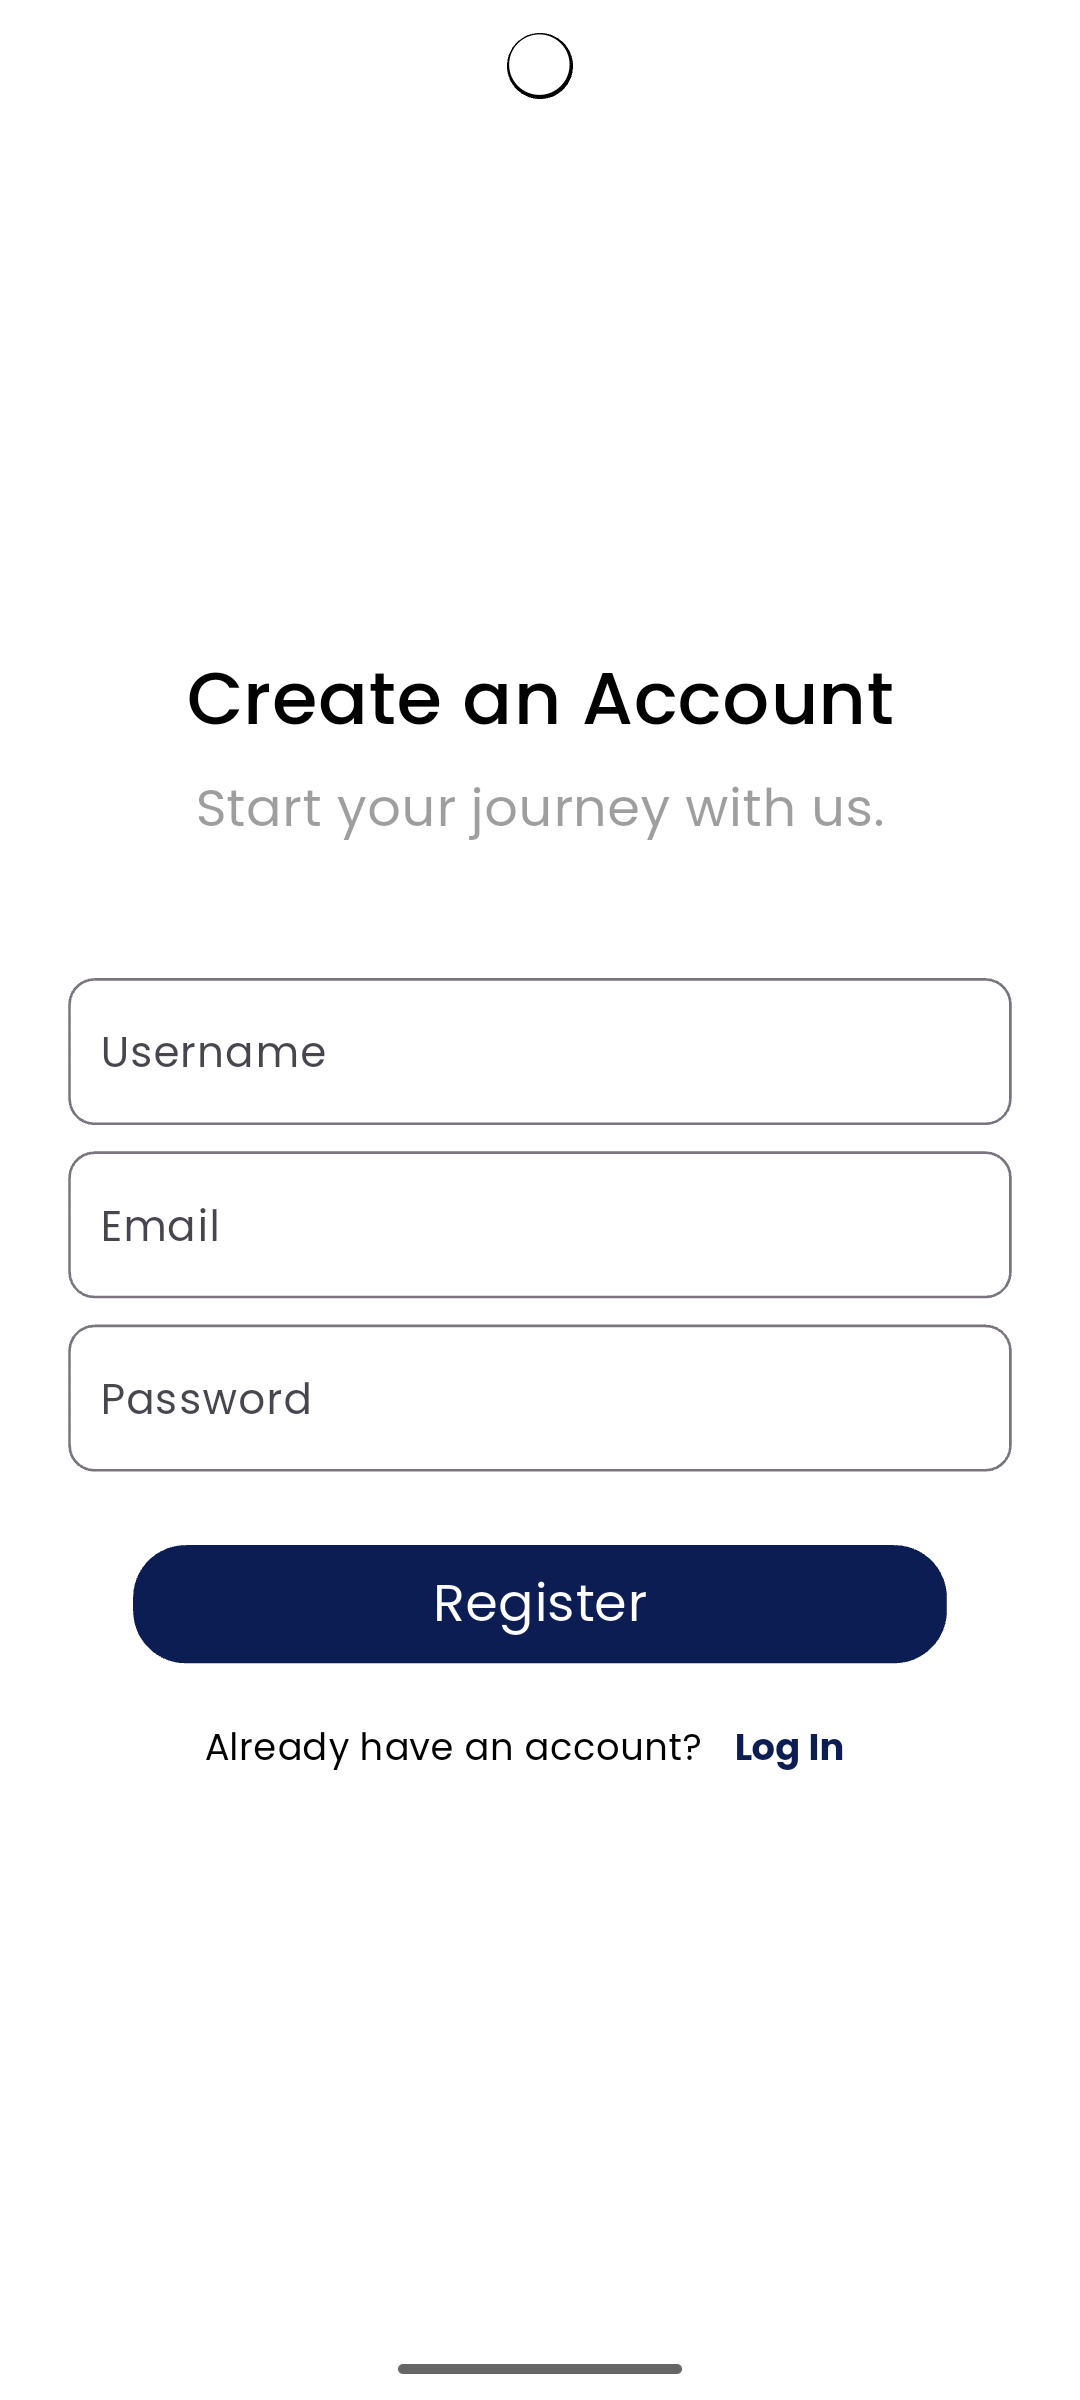 Create an Account
Start your journey with us.
Username
Email
Password
Register
Already have an account? Log In